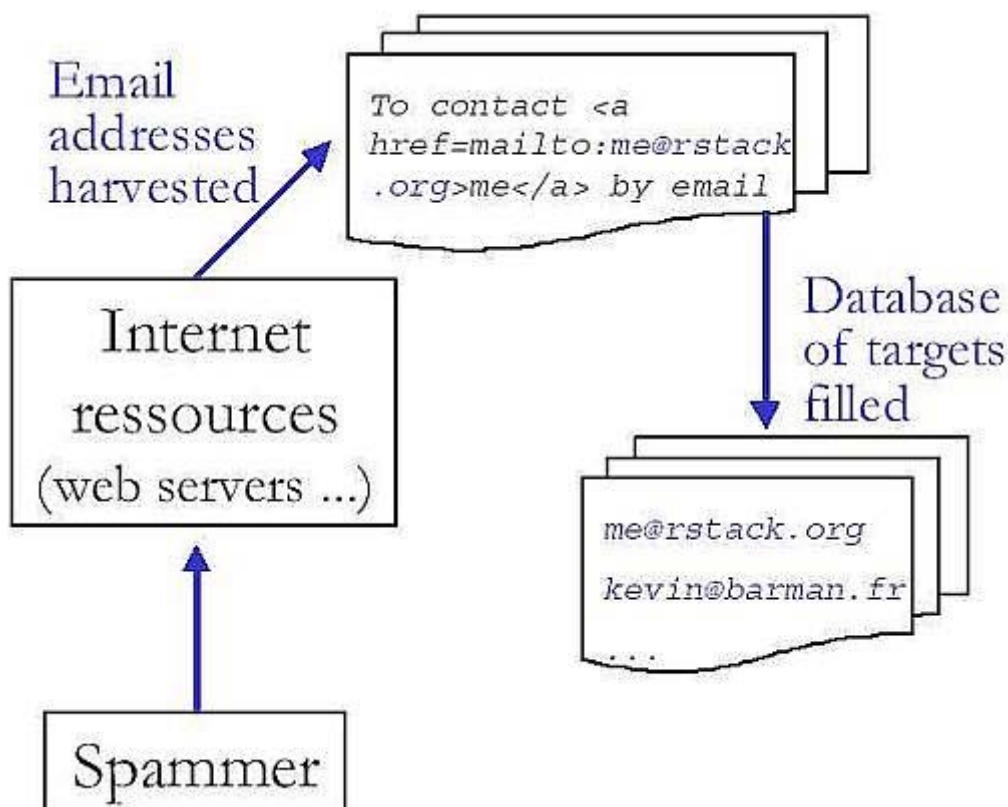 Email
addresses
harvested
To contact <a
href=mailto:me@rstack
.org>me</a> by email
Internet
ressources
(web servers ...)
Database
of targets
filled
me@rstack.org
kevin@barman.fr
...
Spammer